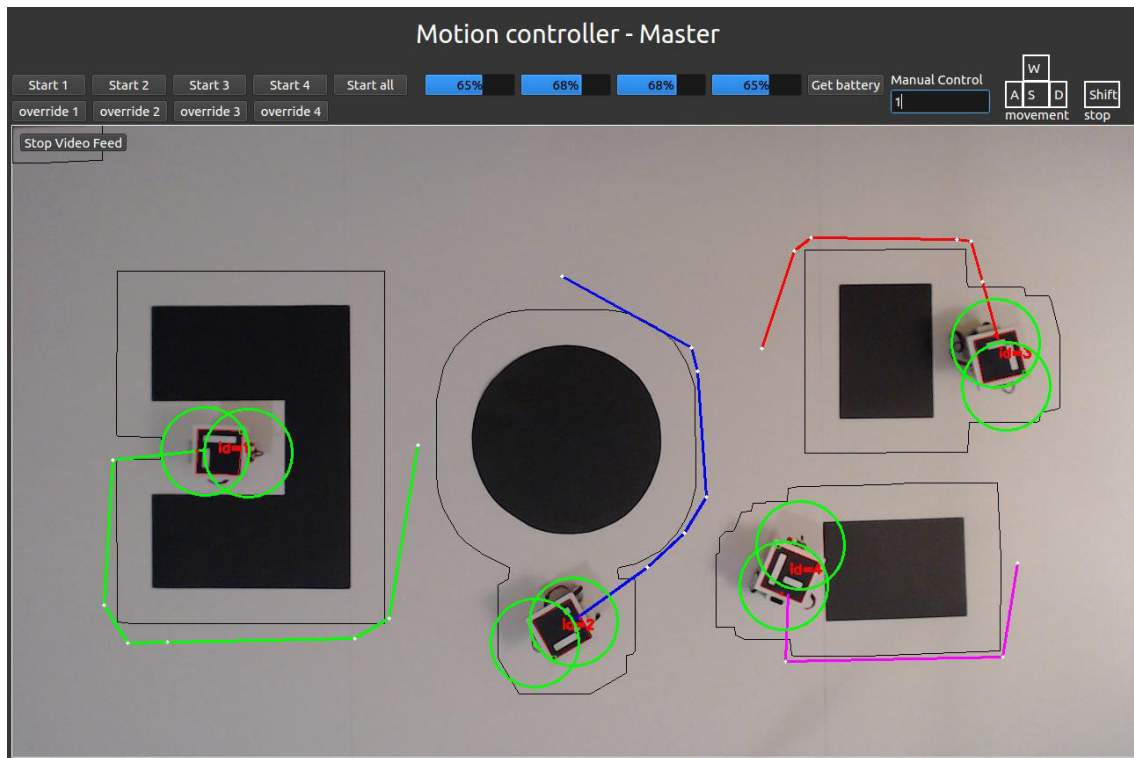 Motion controller - Master
Start 1 Start 2 Start 3 Start 4 Start all 65% 68% 68% 65% Get battery Manual Control W
override 1 override 2 override 3 override 4 1 A S D Shift
movement stop
Stop Video Feed
id=3
id=1
id=4
id=2